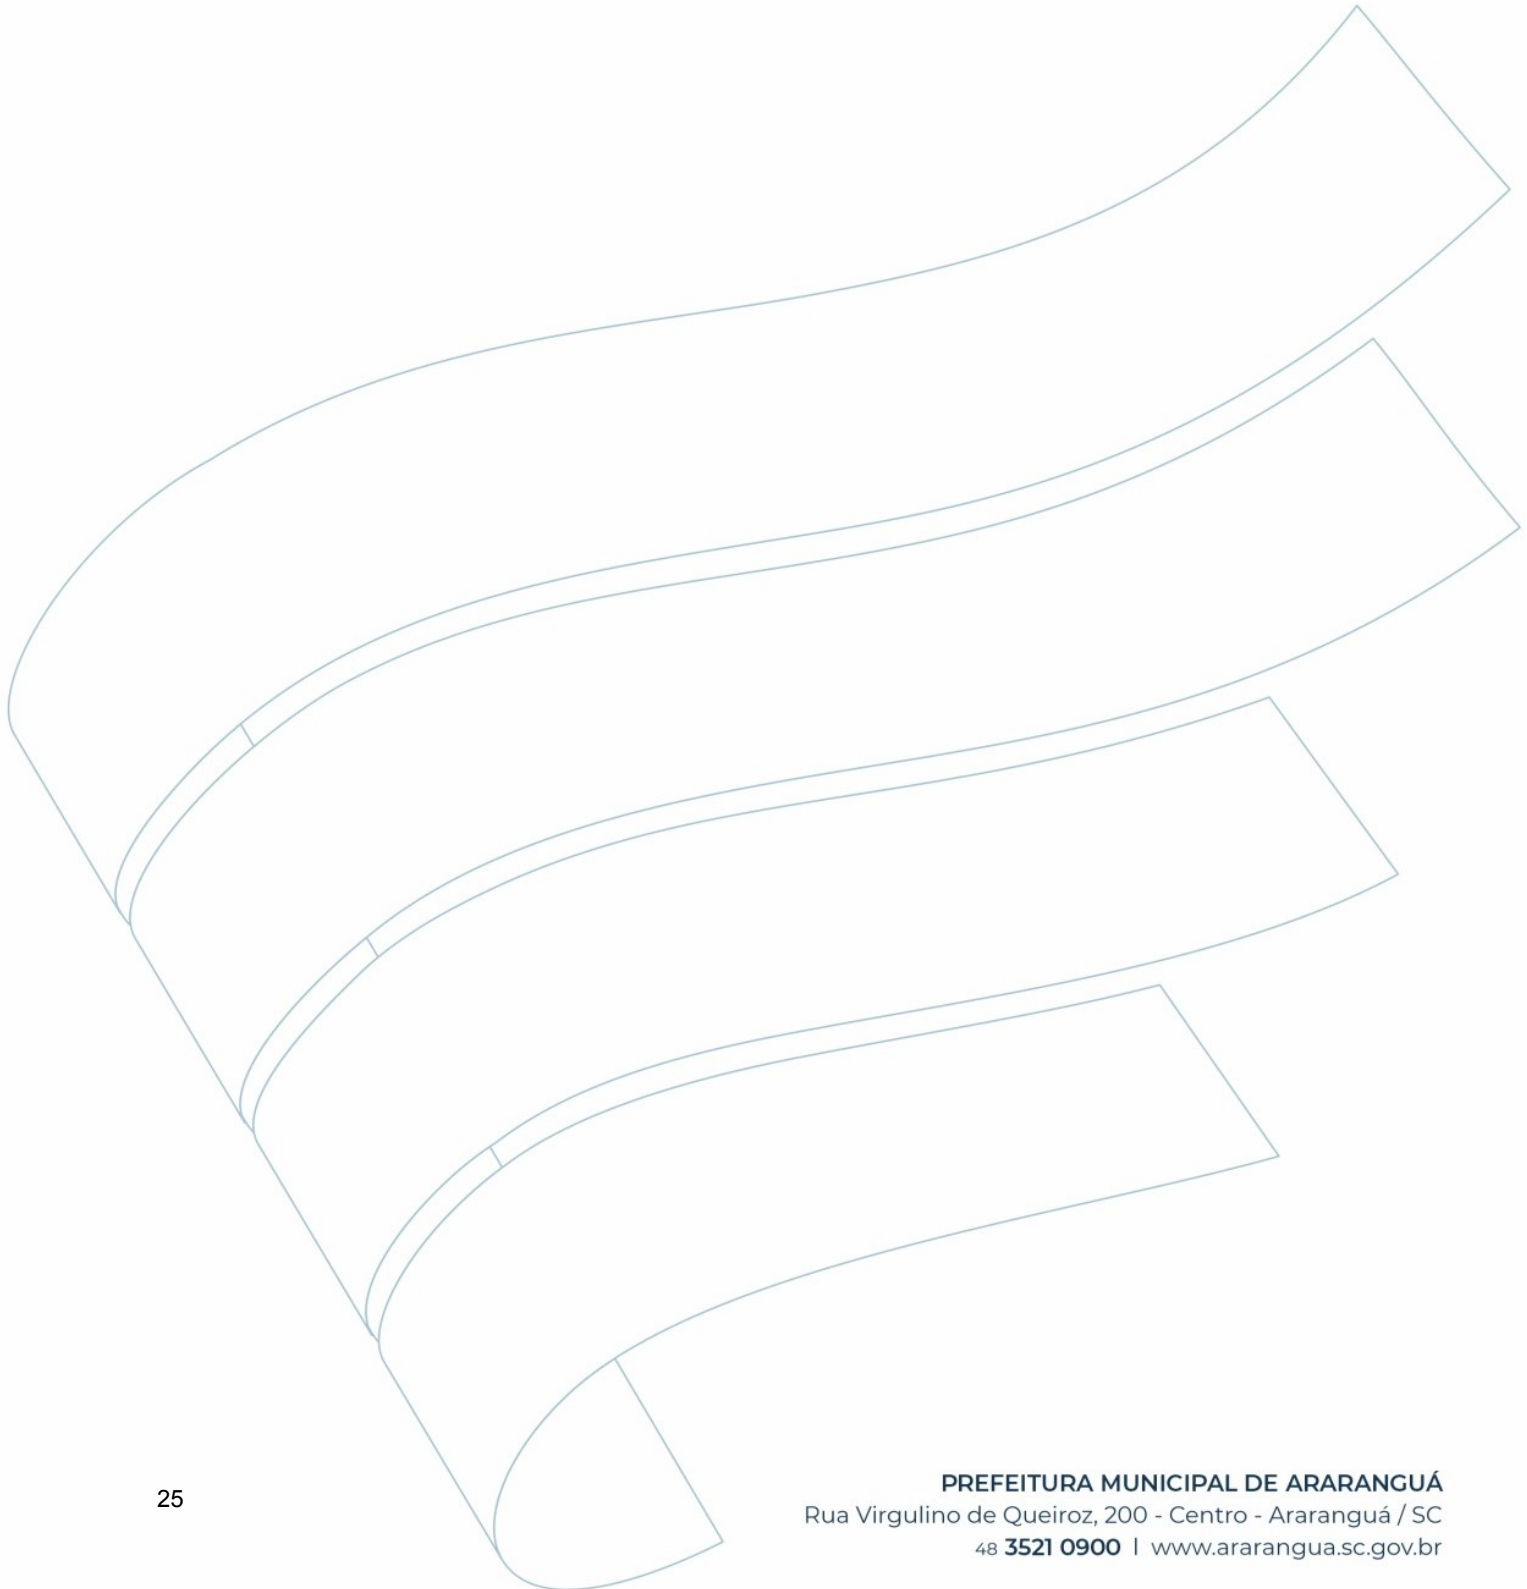 25
PREFEITURA MUNICIPAL DE ARARANGUÁ
Rua Virgulino de Queiroz, 200 - Centro - Araranguá / SC
48 3521 0900 | www.ararangua.sc.gov.br